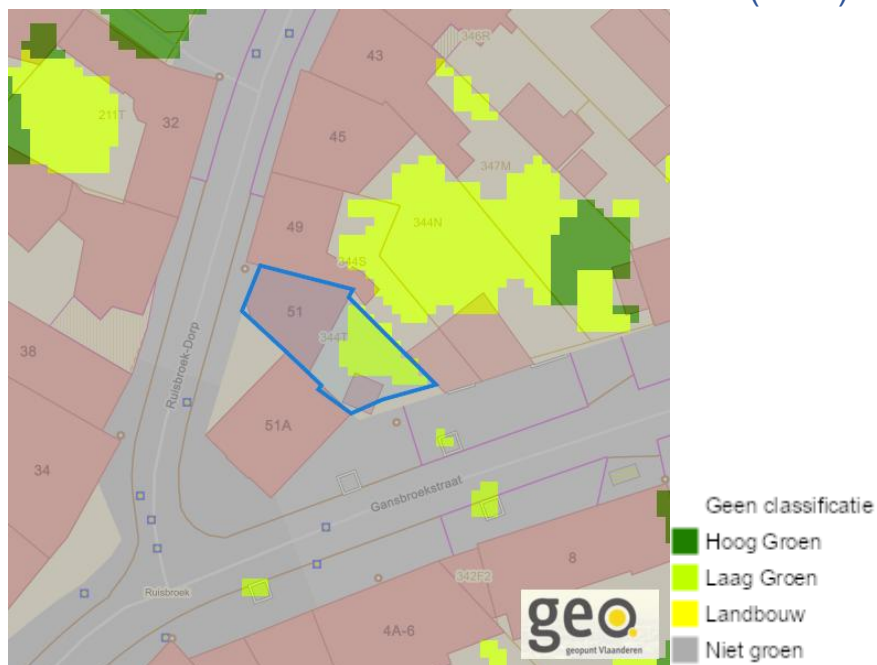 346R
43
211T
32
45
347M
49
344N
344S
51
344T
Ruisbroek-Dorp
38
51A
34
Gansbroekstraat
Geen classificatie
Hoog Groen
8
Laag Groen
342F2
Ruisbroek
geo.
Landbouw
4A-6
geopunt Vlaanderen
Niet groen